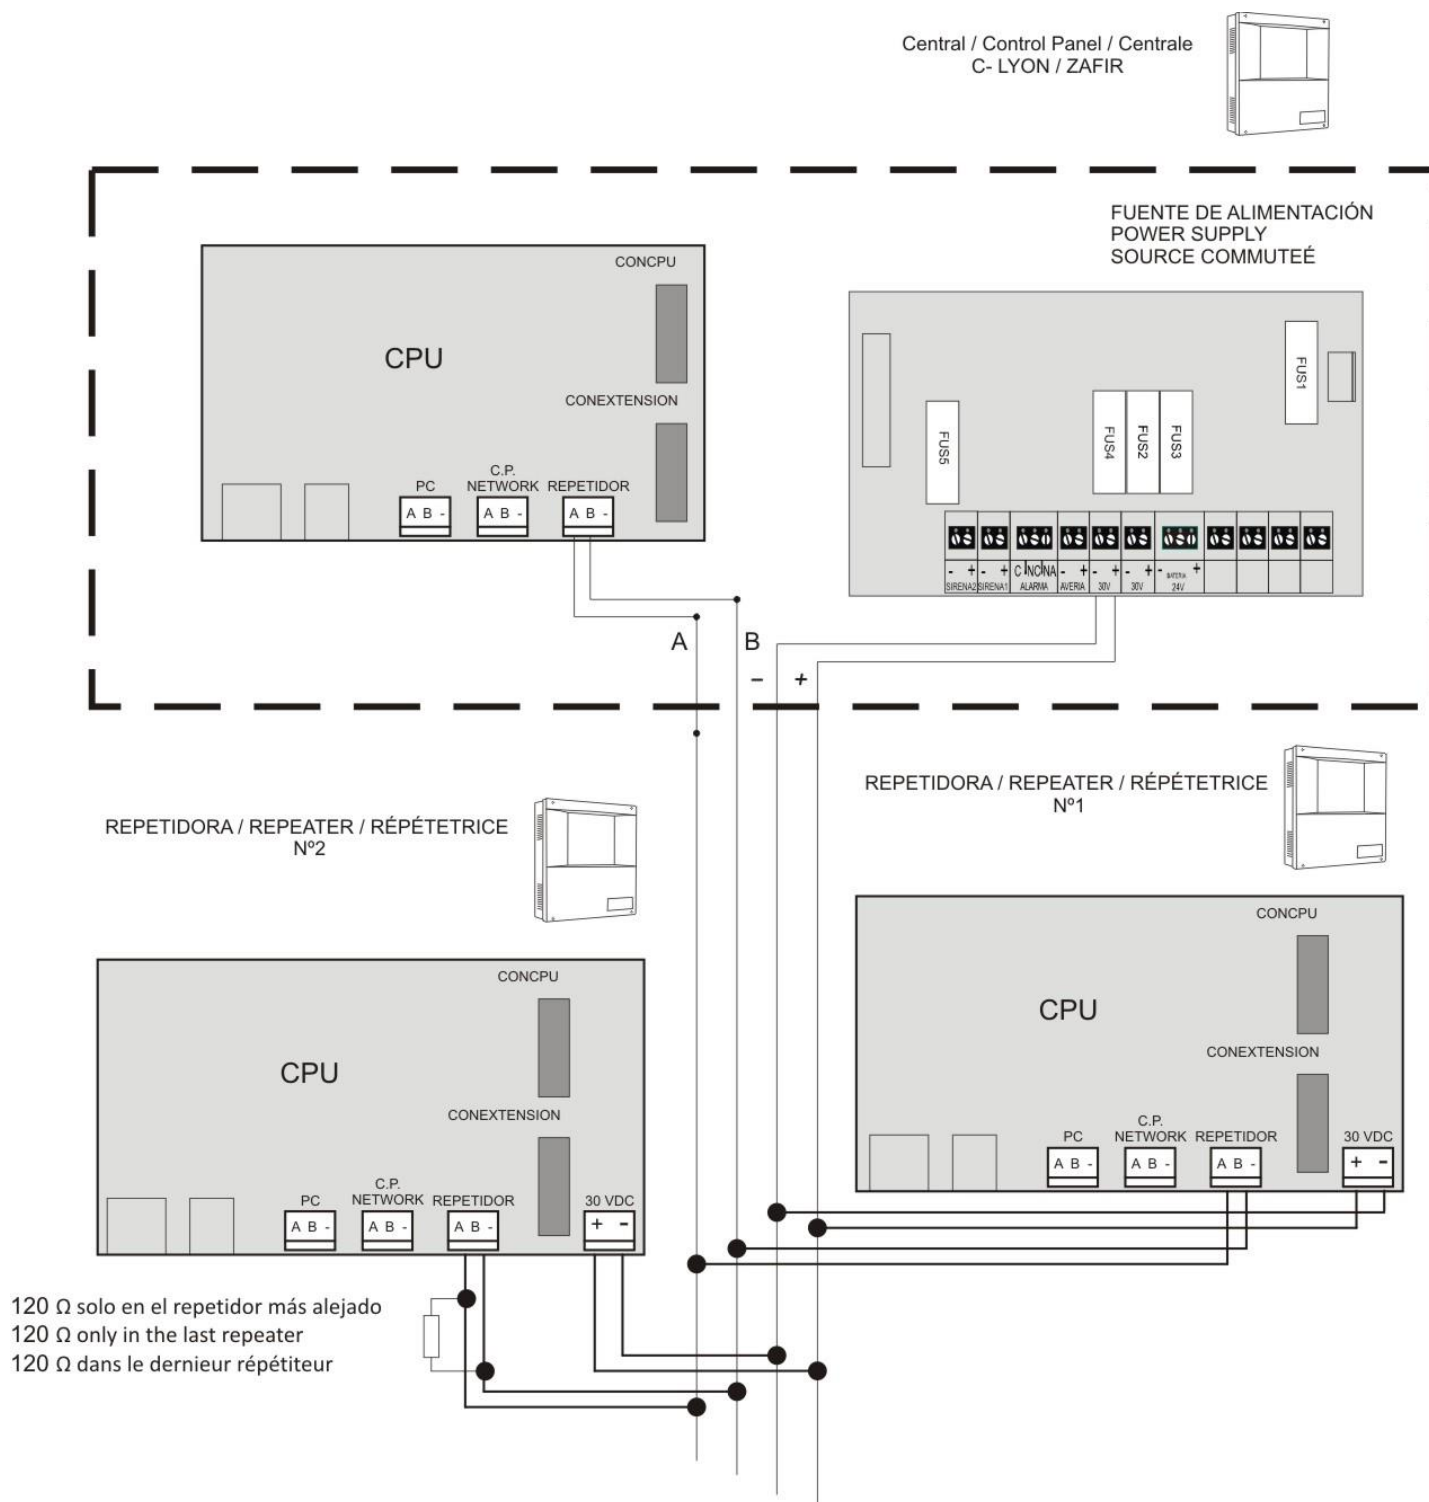 Central / Control Panel / Centrale
C- LYON / ZAFIR
FUENTE DE ALIMENTACIÓN
POWER SUPPLY
SOURCE COMMUTEÉ
CONCPU
CPU
CONEXTENSION
PC
C.P.
NETWORK
REPETIDOR
A B -
A B -
A B -
FUS1
FUS5
FUS4
FUS2
FUS3
- +
- +
C NC NA
- +
- +
- +
- +
SIRENA2
SIRENA1
ALARMA
AVERIA
30V
30V
BATERIA
24V
A
B
– +
REPETIDORA / REPEATER / RÉPÉTETRICE
Nº1
REPETIDORA / REPEATER / RÉPÉTETRICE
Nº2
CONCPU
CPU
CONEXTENSION
PC
C.P.
NETWORK
REPETIDOR
30 VDC
A B -
A B -
A B -
+ -
CONCPU
CPU
CONEXTENSION
PC
C.P.
NETWORK
REPETIDOR
30 VDC
A B -
A B -
A B -
+ -
120 Ω solo en el repetidor más alejado
120 Ω only in the last repeater
120 Ω dans le dernieur répétiteur